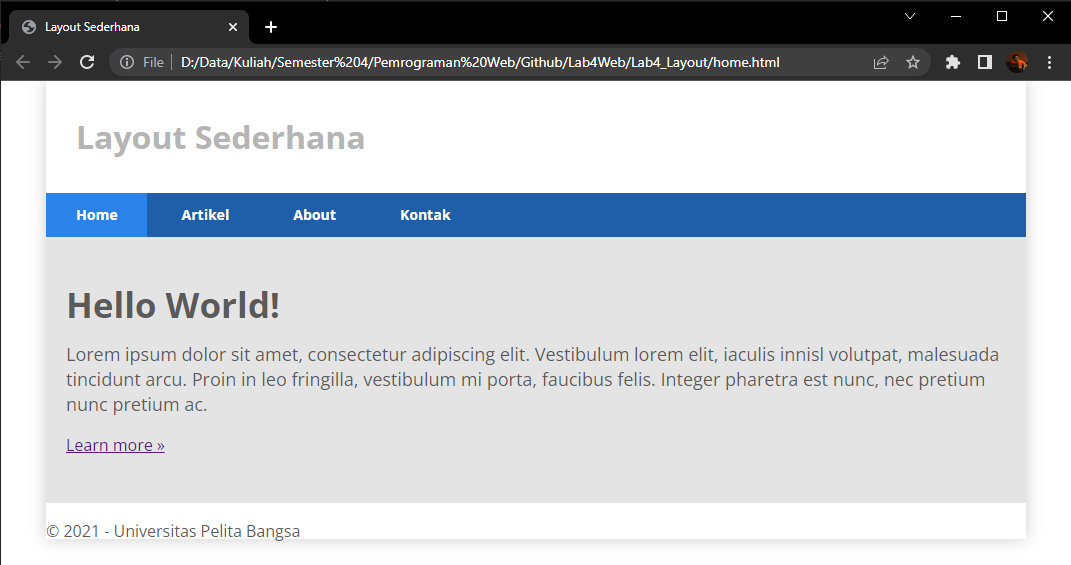 Layout Sederhana
File
D:/Data/Kuliah/Semester%204/Pemrograman%20Web/Github/Lab4Web/Lab4_Layout/home.html
Layout Sederhana
Home Artikel About Kontak
Hello World!
Lorem ipsum dolor sit amet, consectetur adipiscing elit. Vestibulum lorem elit, iaculis innisl volutpat, malesuada
tincidunt arcu. Proin in leo fringilla, vestibulum mi porta, faucibus felis. Integer pharetra est nunc, nec pretium
nunc pretium ac.
Learn more »
© 2021 - Universitas Pelita Bangsa